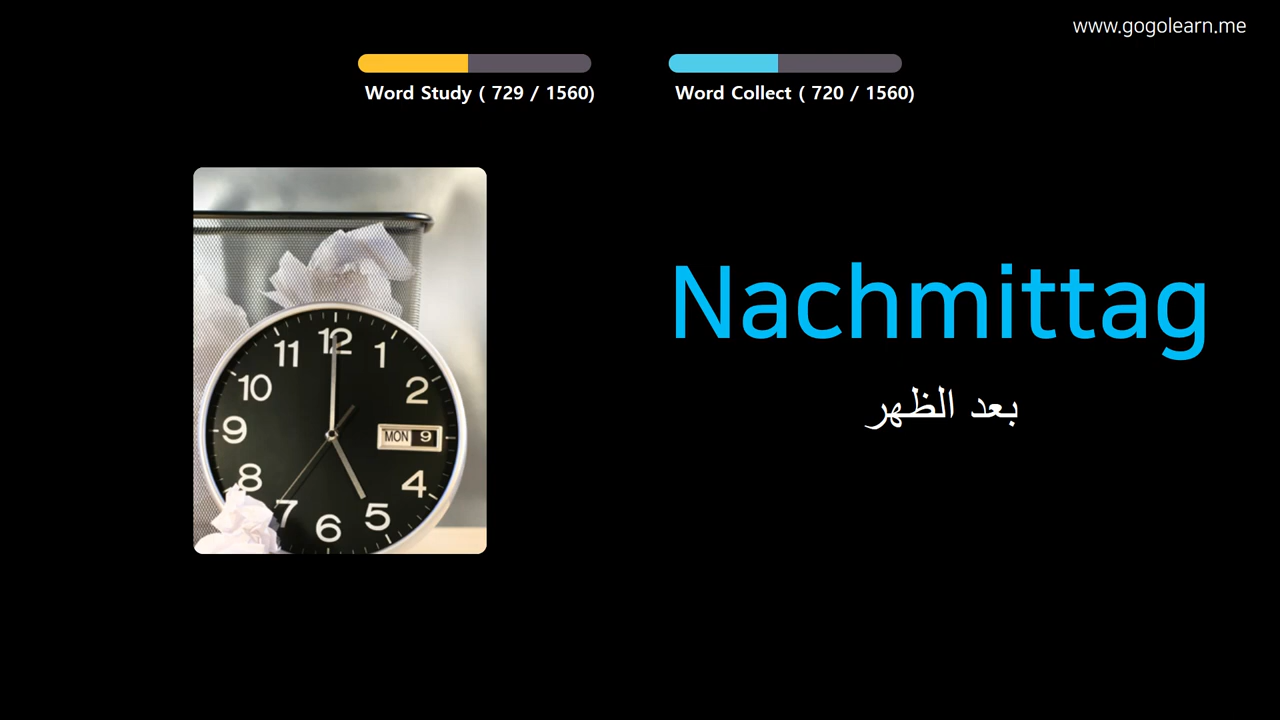 www.gogolearn.me
Word Study ( 729 / 1560)
Word Collect ( 720 / 1560)
Nachmittag
بعد الظهر
12
11
1
10
2
9
MON 9
8
4
7
5
6